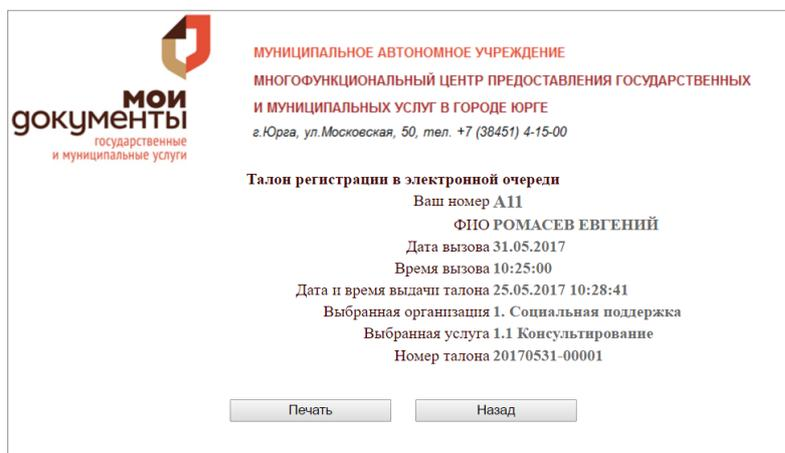 мои
документы
государственные
и муниципальные услуги
МУНИЦИПАЛЬНОЕ АВТОНОМНОЕ УЧРЕЖДЕНИЕ
МНОГОФУНКЦИОНАЛЬНЫЙ ЦЕНТР ПРЕДОСТАВЛЕНИЯ ГОСУДАРСТВЕННЫХ
И МУНИЦИПАЛЬНЫХ УСЛУГ В ГОРОДЕ ЮРГЕ
г.Юрга, ул.Московская, 50, тел. +7 (38451) 4-15-00
Талон регистрации в электронной очереди
Ваш номер А11
ФИО РОМАСЕВ ЕВГЕНИЙ
Дата вызова 31.05.2017
Время вызова 10:25:00
Дата и время выдачи талона 25.05.2017 10:28:41
Выбранная организация 1. Социальная поддержка
Выбранная услуга 1.1 Консультирование
Номер талона 20170531-00001
Печать
Назад